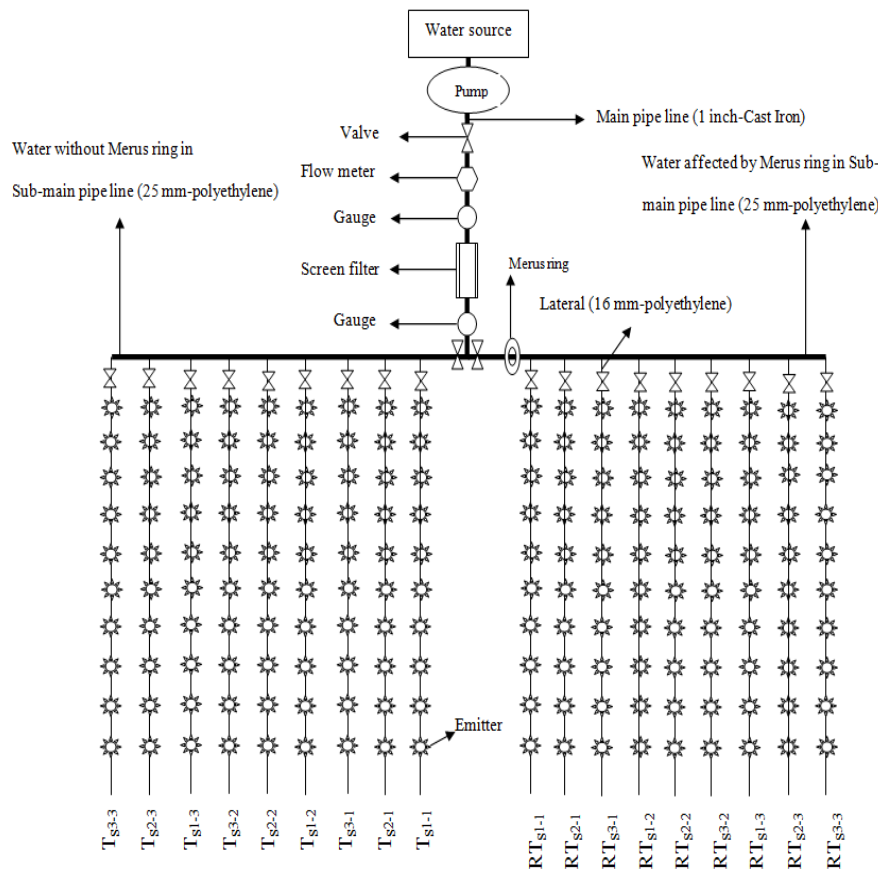 Water source
Pump
Main pipe line (1 inch-Cast Iron)
Valve
Water without Merus ring in
Sub-main pipe line (25 mm-polyethylene)
Water affected by Merus ring in Sub-
main pipe line (25 mm-polyethylene)
Flow meter
Gauge
Screen filter
Merus ring
Lateral (16 mm-polyethylene)
Gauge
Emitter
Ts3-3
Ts2-3
Ts1-3
Ts3-2
Ts2-2
Ts1-2
Ts3-1
Ts2-1
Ts1-1
RTs1-1
RTs2-1
RTs3-1
RTs1-2
RTs2-2
RTs3-2
RTs1-3
RTs2-3
RTs3-3